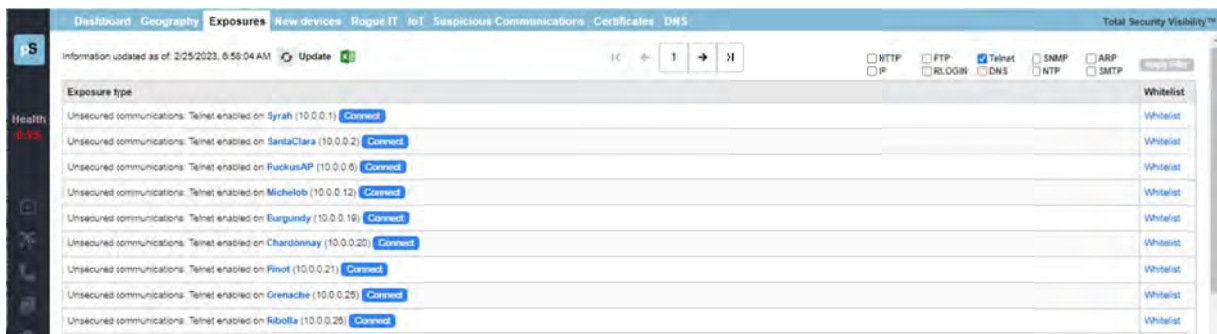 Dashboard Geography Exposures New devices Rogue IT IoT Suspicious Communications Certificates DNS Total Security Visibility™
pS
Information updated as of: 2/25/2023, 8:58:04 AM Update 1
HTTP FTP Telnet SNMP ARP
IP RLOGIN DNS NTP SMTP
Apply Filter
Exposure type Whitelist
Health
Unsecured communications: Telnet enabled on Syrah (10.0.0.1) Connect Whitelist
Unsecured communications: Telnet enabled on SantaClara (10.0.0.2) Connect Whitelist
Unsecured communications: Telnet enabled on RuckusAP (10.0.0.6) Connect Whitelist
Unsecured communications: Telnet enabled on Michelob (10.0.0.12) Connect Whitelist
Unsecured communications: Telnet enabled on Burgundy (10.0.0.19) Connect Whitelist
Unsecured communications: Telnet enabled on Chardonnay (10.0.0.20) Connect Whitelist
Unsecured communications: Telnet enabled on Pinot (10.0.0.21) Connect Whitelist
Unsecured communications: Telnet enabled on Grenache (10.0.0.25) Connect Whitelist
Unsecured communications: Telnet enabled on Ribolla (10.0.0.26) Connect Whitelist